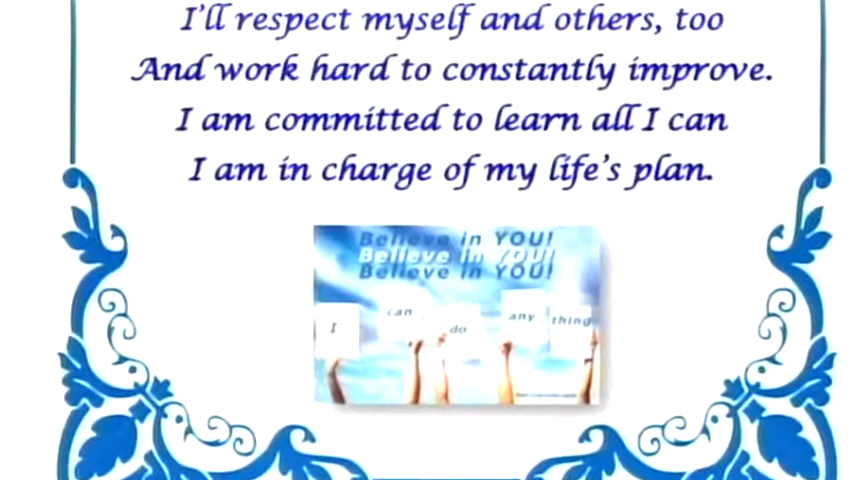 I'll respect myself and others, too
And work hard to constantly improve.
I am committed to learn all I can
I am in charge of my life's plan.
Believe in YOU!
Believe in YOU!
Believe in YOU!
I can do any thing